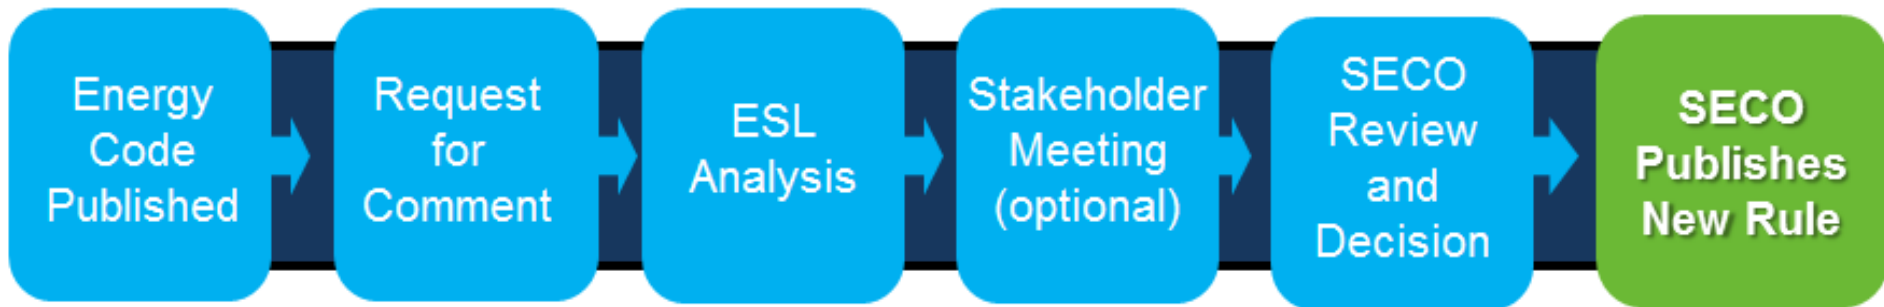 Energy
Code
Published
Request
for
Comment
ESL
Analysis
Stakeholder
Meeting
(optional)
SECO
Review
and
Decision
SECO
Publishes
New Rule